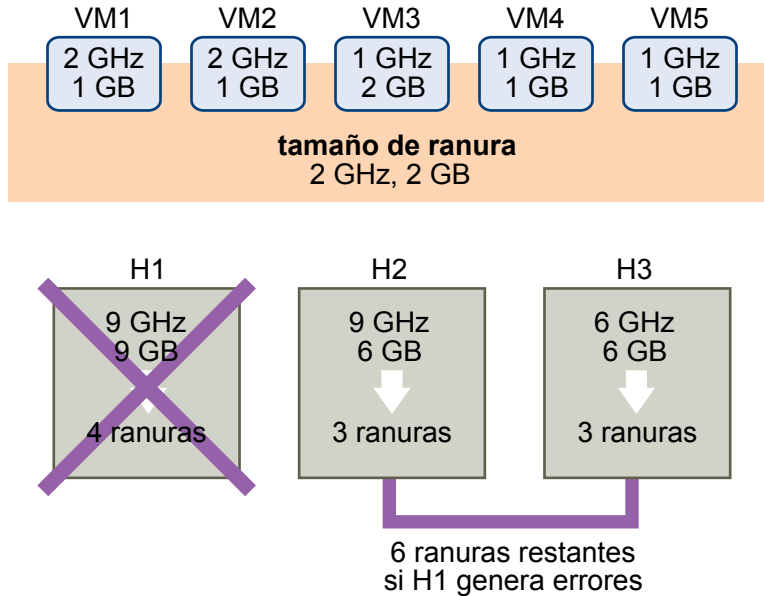 VM1 VM2 VM3 VM4 VM5
2 GHz 2 GHz 1 GHz 1 GHz 1 GHz
1 GB 1 GB 2 GB 1 GB 1 GB
tamaño de ranura
2 GHz, 2 GB
H1 H2 H3
9 GHz 9 GHz 6 GHz
9 GB 6 GB 6 GB
4 ranuras 3 ranuras 3 ranuras
6 ranuras restantes
si H1 genera errores